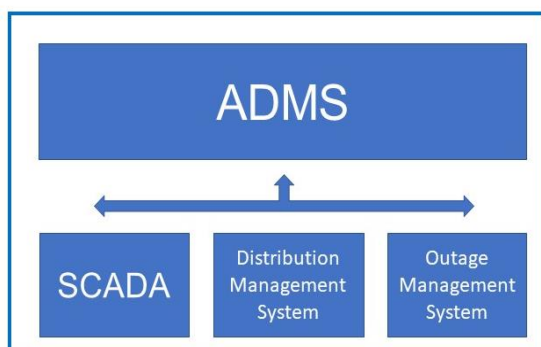 ADMS
SCADA
Distribution
Management
System
Outage
Management
System